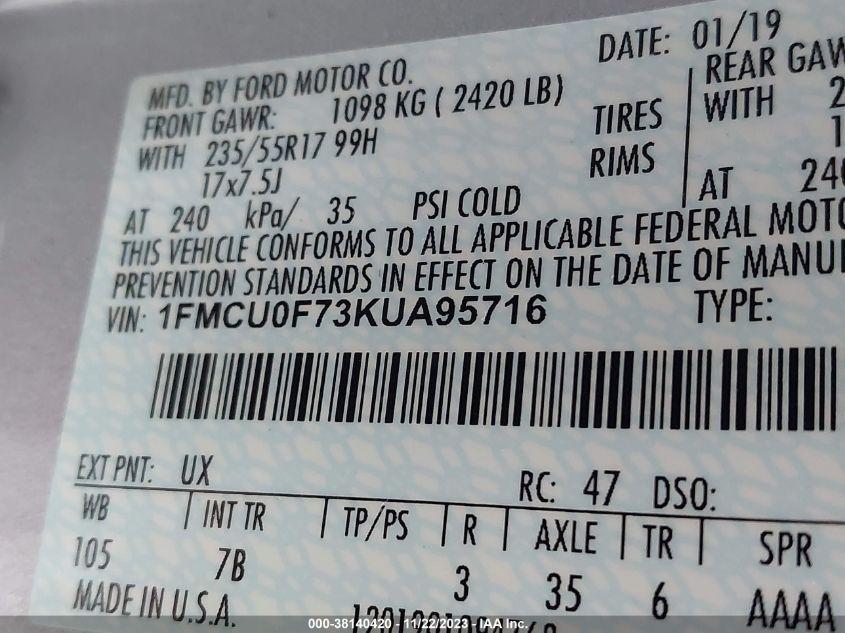 DATE: 01/19
MFD. BY FORD MOTOR CO.
FRONT GAWR: 1098 KG ( 2420 LB) REAR
WITH 235/55R17 99H TIRES WITH
17x7.5J RIMS
AT 240 kPa/ 35 PSI COLD AT
THIS VEHICLE CONFORMS TO ALL APPLICABLE FEDERAL
PREVENTION STANDARDS IN EFFECT ON THE DATE OF
VIN: 1FMCU0F73KUA95716 TYPE:
EXT PNT: UX RC: 47 DSO:
WB INT TR TP/PS R AXLE TR SPR
105 7B 3 35 6 AAAA
MADE IN U.S.A.
000-38140420 - 11/22/2023 - IAA Inc.